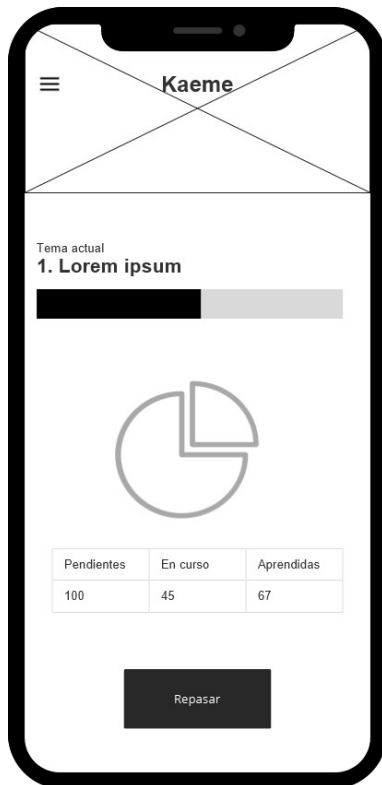 Kaeme
Tema actual
1. Lorem ipsum
Pendientes En curso Aprendidas
100 45 67
Repasar